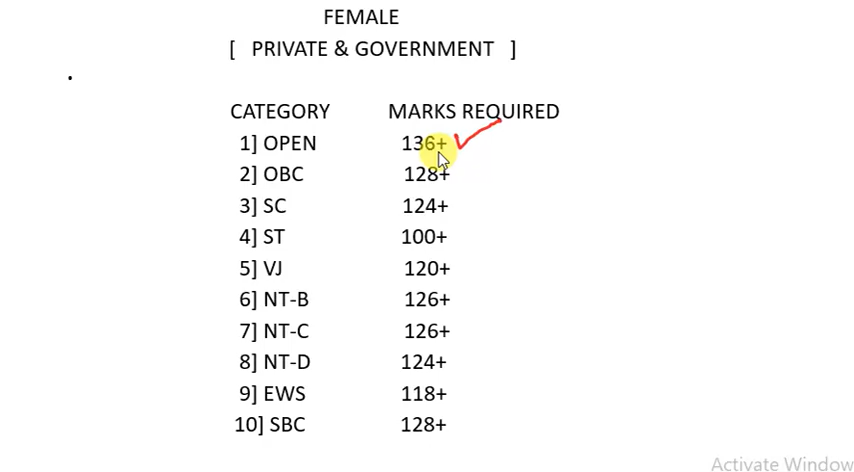 FEMALE
[ PRIVATE & GOVERNMENT ]
.
CATEGORY MARKS REQUIRED
1] OPEN 136+
2] OBC 128+
3] SC 124+
4] ST 100+
5] VJ 120+
6] NT-B 126+
7] NT-C 126+
8] NT-D 124+
9] EWS 118+
10] SBC 128+
Activate Window